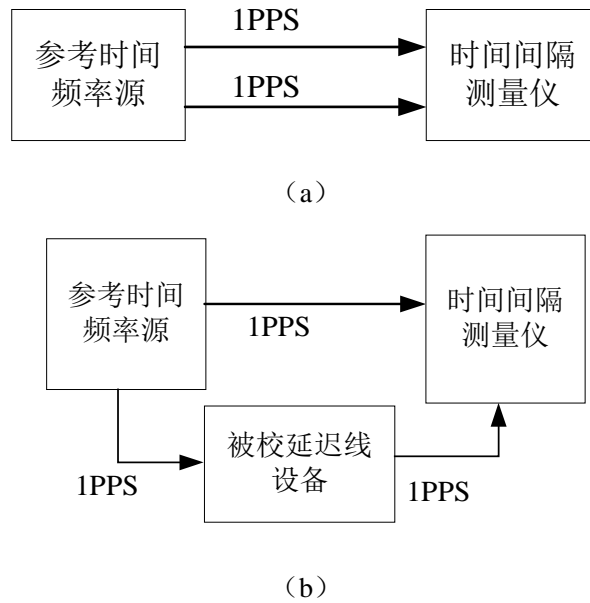 1PPS
参考时间
频率源
1PPS
时间间隔
测量仪
（a）
参考时间
频率源
1PPS
时间间隔
测量仪
1PPS
被校延迟线
设备
1PPS
（b）